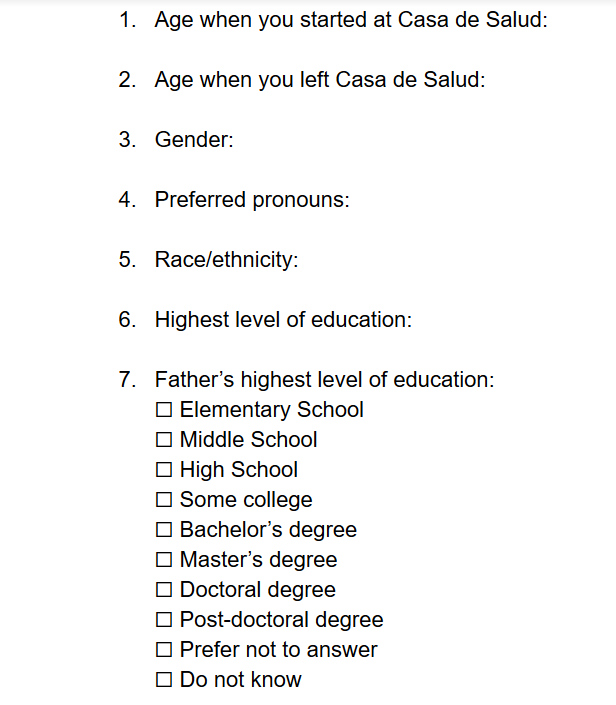 1. Age when you started at Casa de Salud:
2. Age when you left Casa de Salud:
3. Gender:
4. Preferred pronouns:
5. Race/ethnicity:
6. Highest level of education:
7. Father’s highest level of education:
☐ Elementary School
☐ Middle School
☐ High School
☐ Some college
☐ Bachelor’s degree
☐ Master’s degree
☐ Doctoral degree
☐ Post-doctoral degree
☐ Prefer not to answer
☐ Do not know